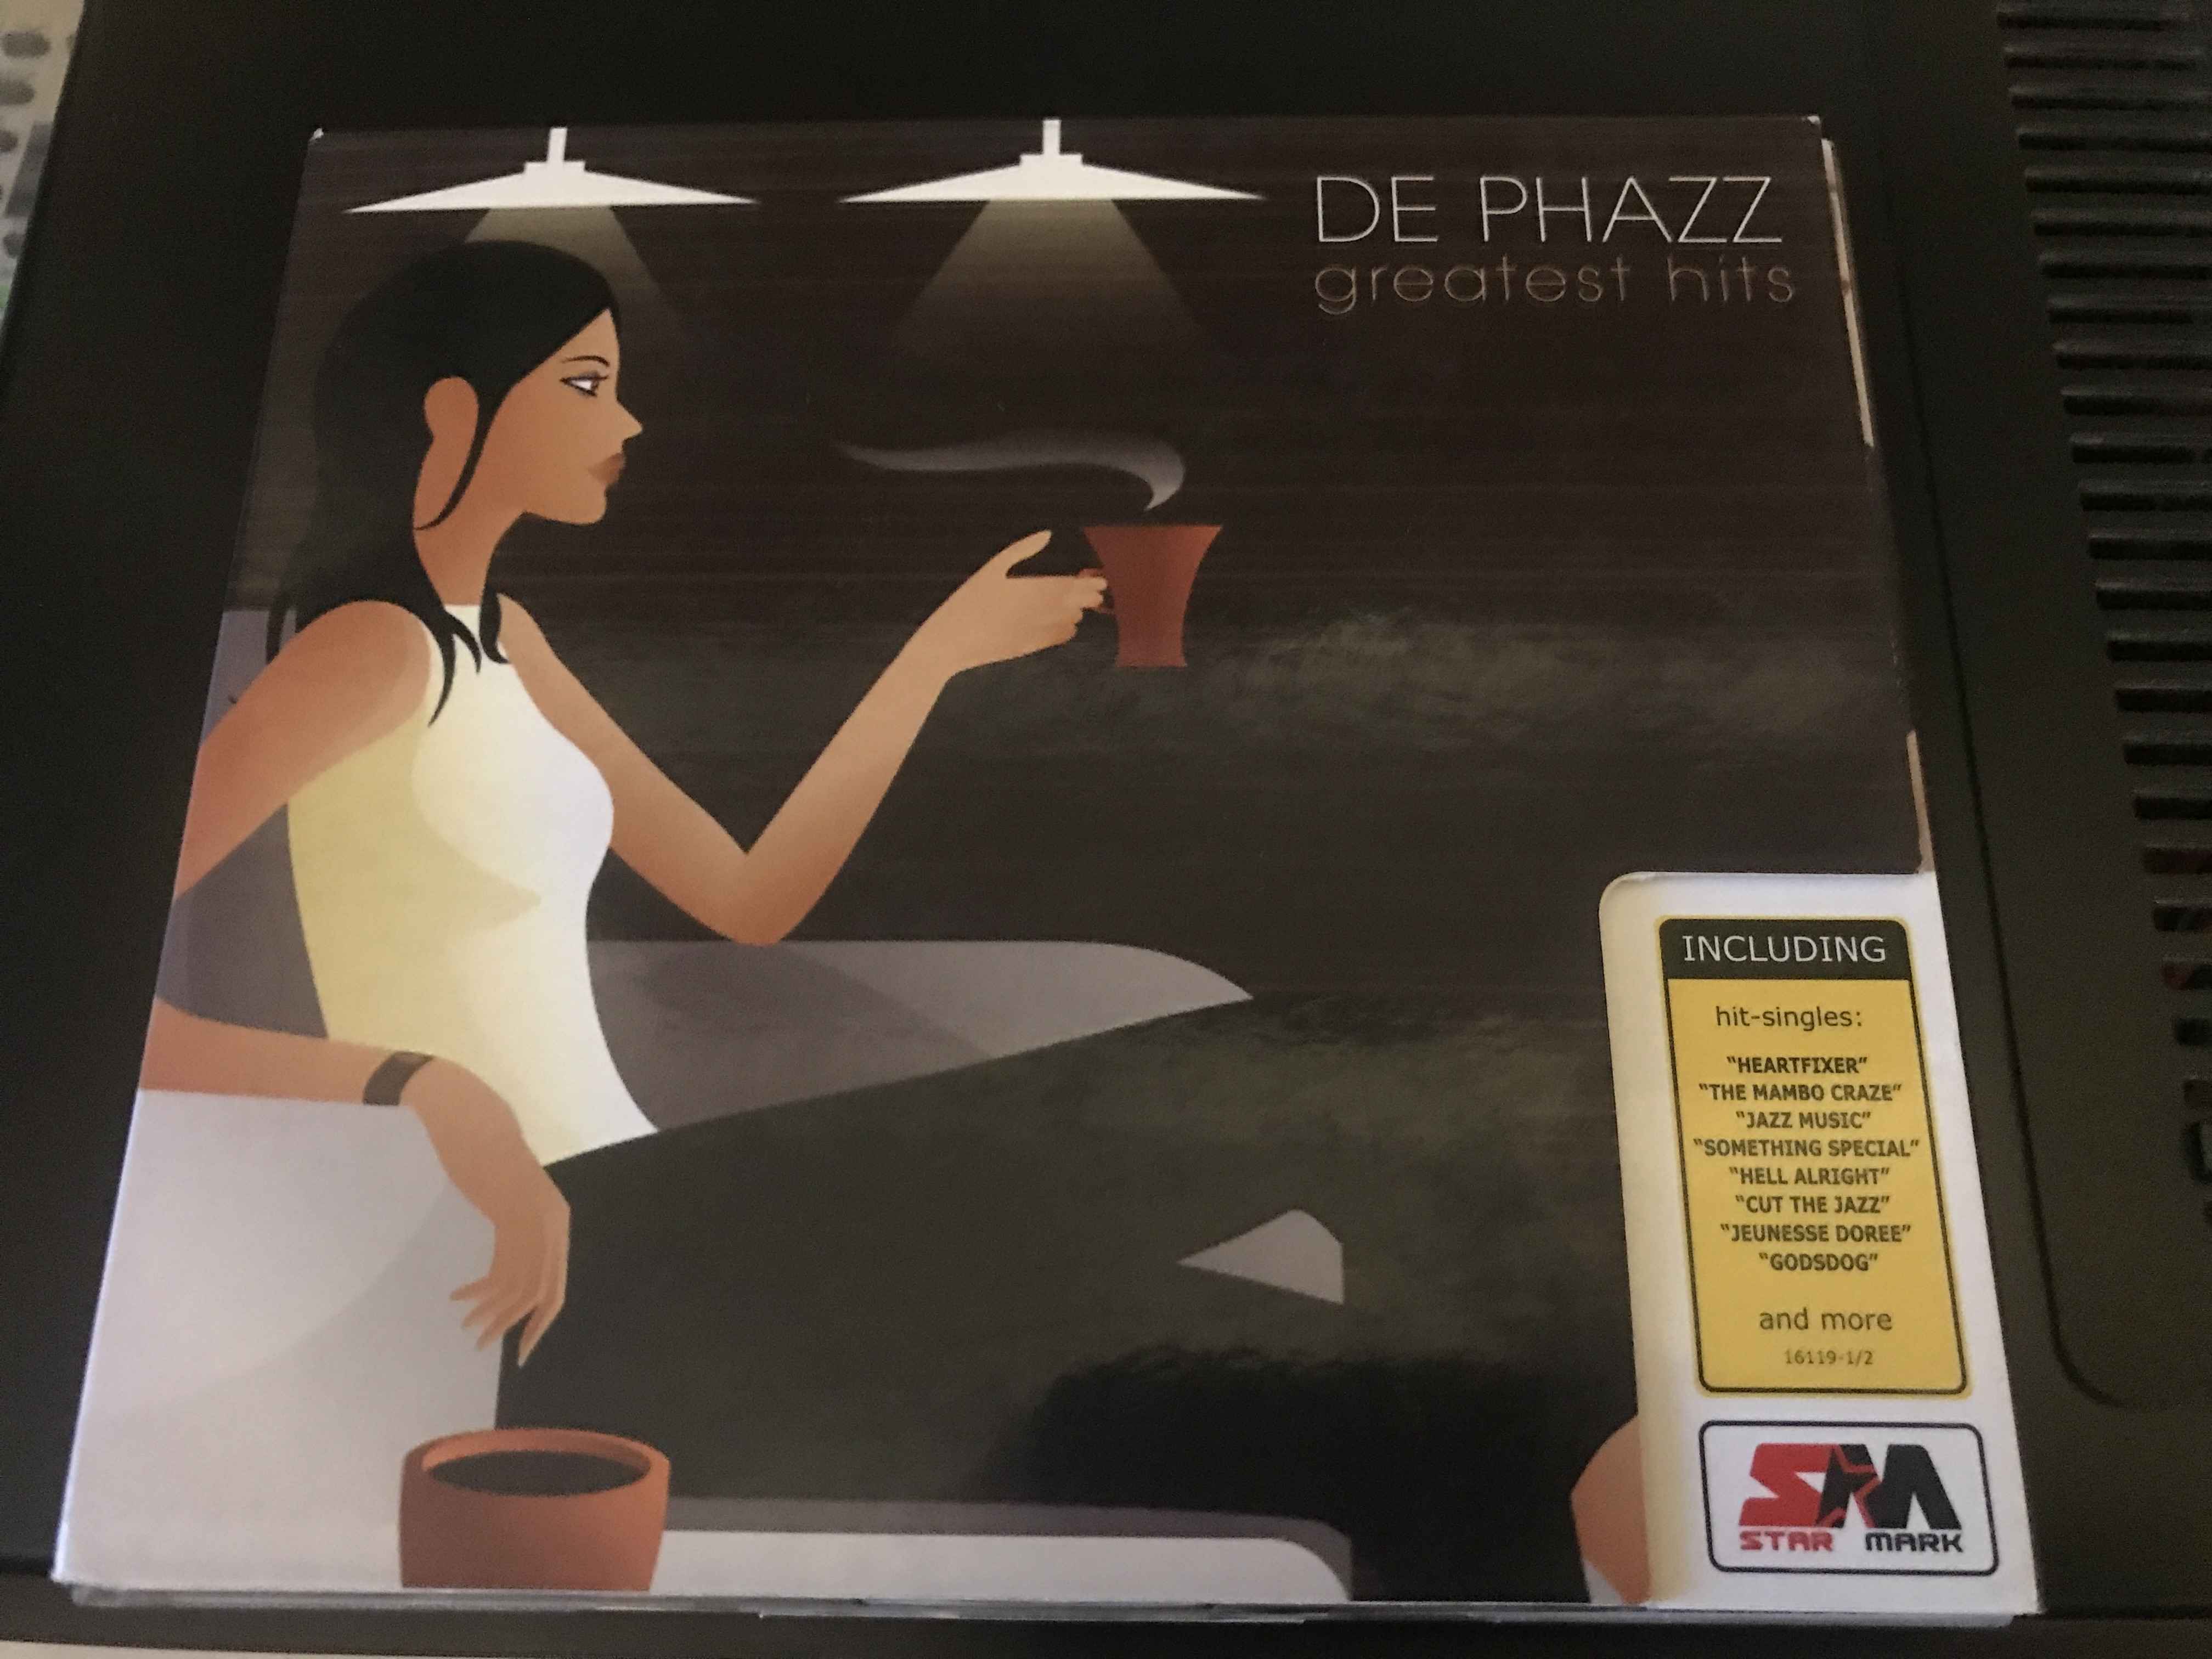 DE PHAZZ
greatest hits
INCLUDING
hit-singles:
"HEARTFIXER"
"THE MAMBO CRAZE"
"JAZZ MUSIC"
"SOMETHING SPECIAL"
"HELL ALRIGHT"
"CUT THE JAZZ"
"JEUNESSE DOREE"
"GODSDOG"
and more
16119-1/2
SM
STAR MARK